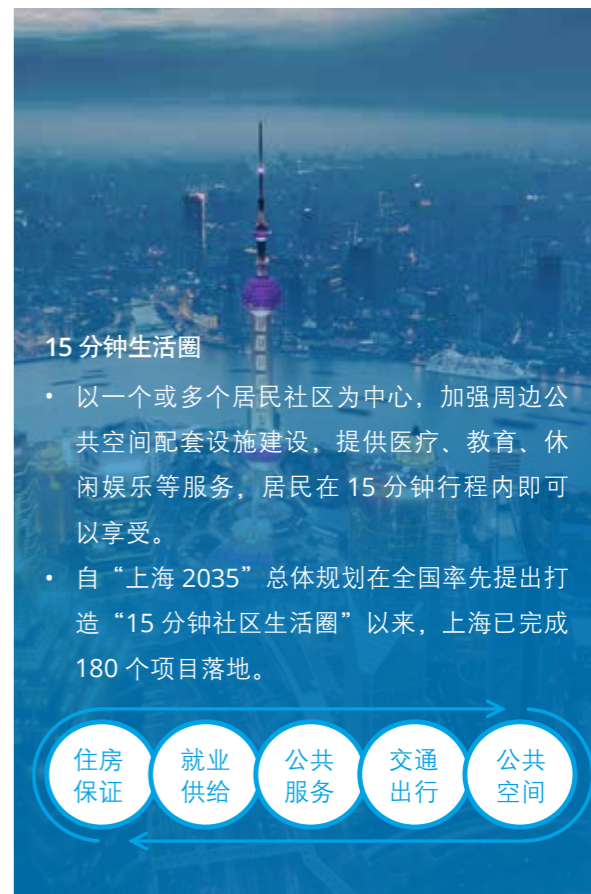 15 分钟生活圈
• 以一个或多个居民社区为中心，加强周边公
共空间配套设施建设，提供医疗、教育、休
闲娱乐等服务，居民在 15 分钟行程内即可
以享受。
• 自“上海 2035”总体规划在全国率先提出打
造“15 分钟社区生活圈”以来，上海已完成
180 个项目落地。
住房
保证
就业
供给
公共
服务
交通
出行
公共
空间